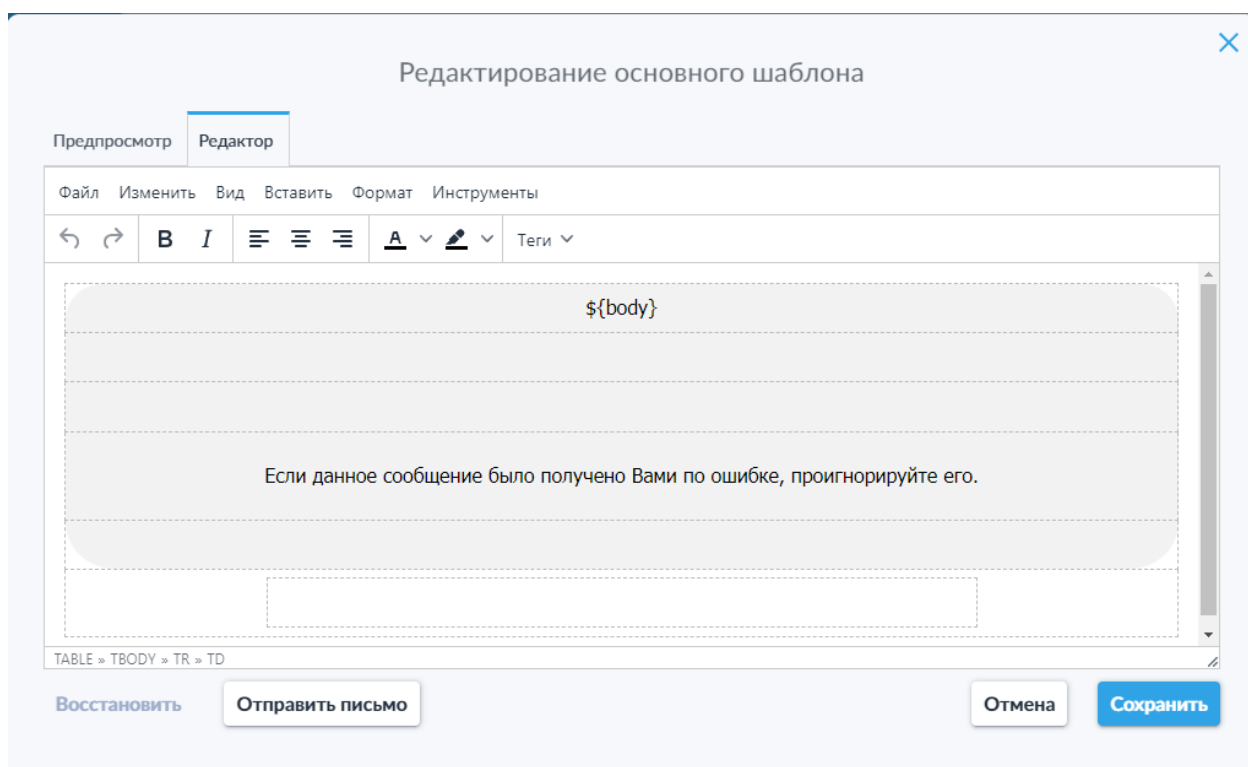 Редактирование основного шаблона
Предпросмотр Редактор
Файл Изменить Вид Вставить Формат Инструменты
B I A Теги
${body}
Если данное сообщение было получено Вами по ошибке, проигнорируйте его.
TABLE » TBODY » TR » TD
Восстановить Отправить письмо Отмена Сохранить